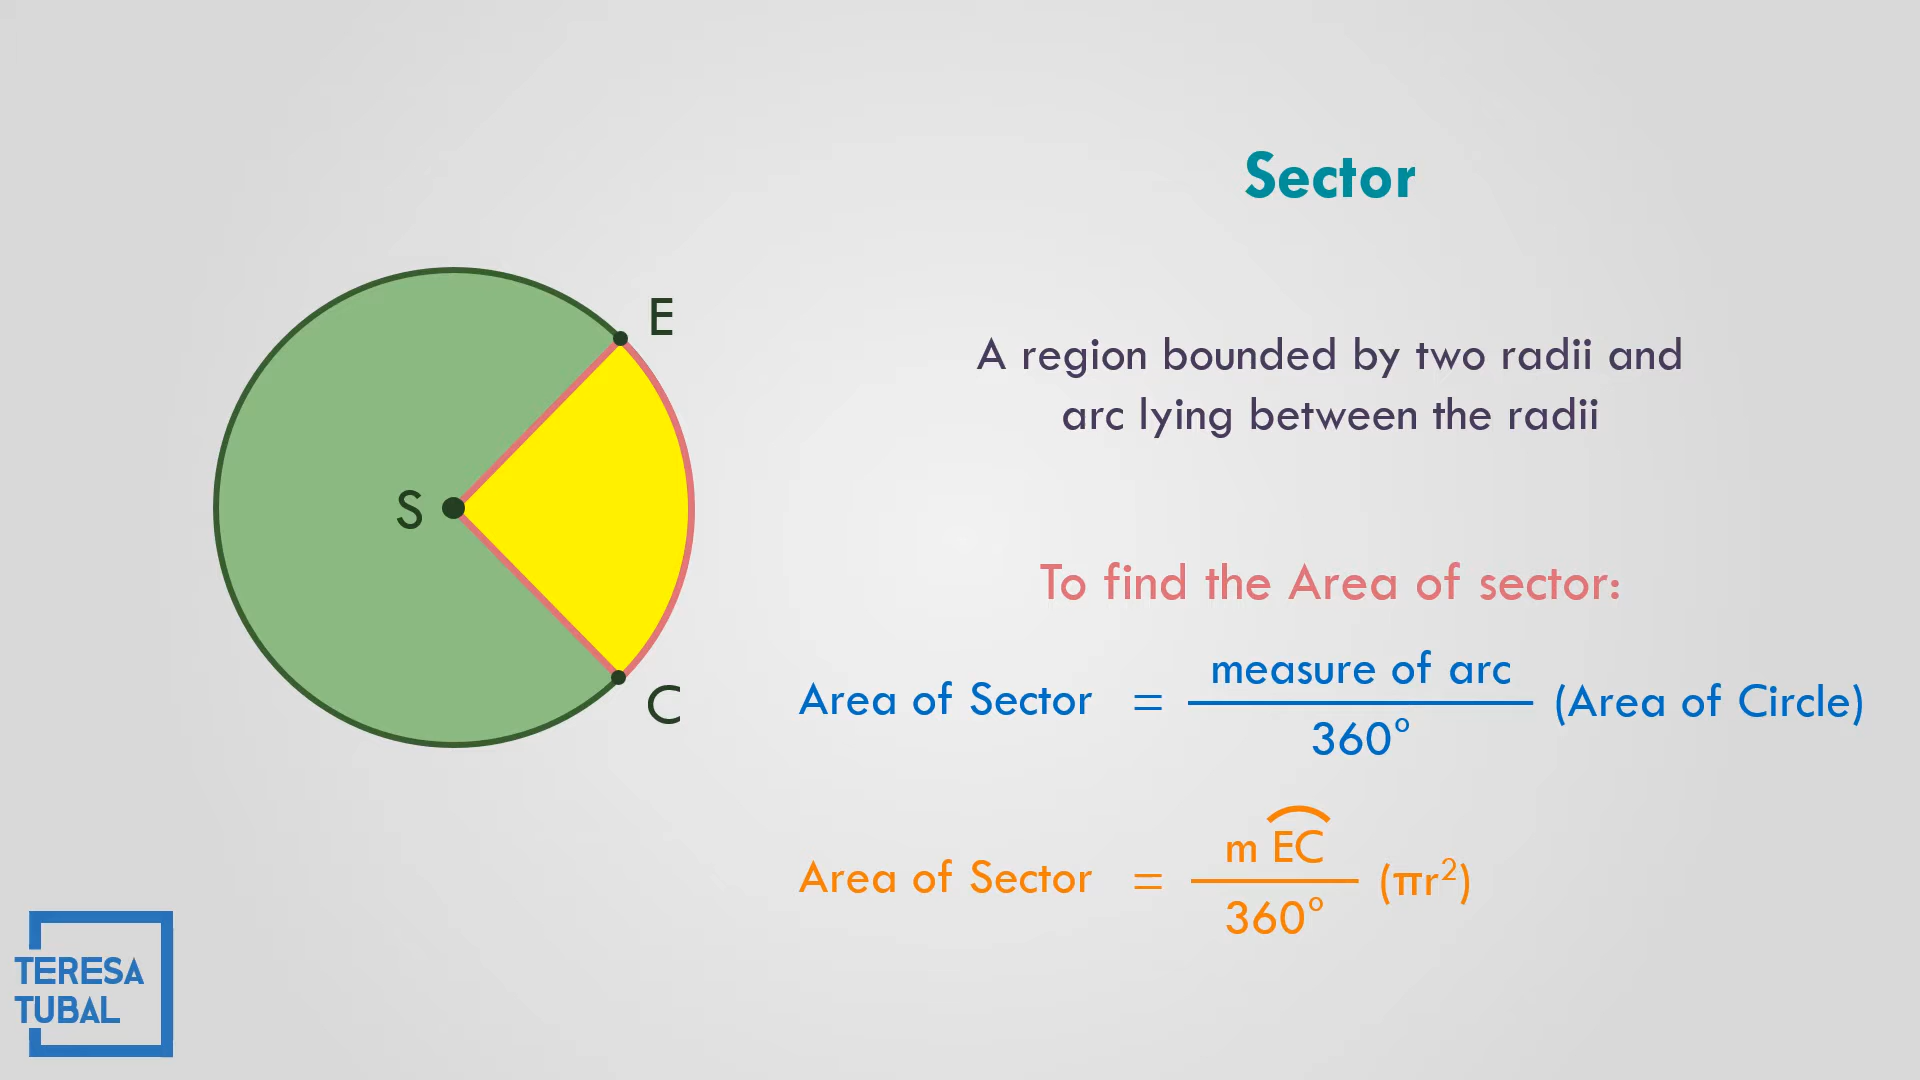 Sector
E
S
C
A region bounded by two radii and
arc lying between the radii
To find the Area of sector:
Area of Sector = measure of arc / 360° (Area of Circle)
Area of Sector = m EC / 360° (πr²)
TERESA
TUBAL